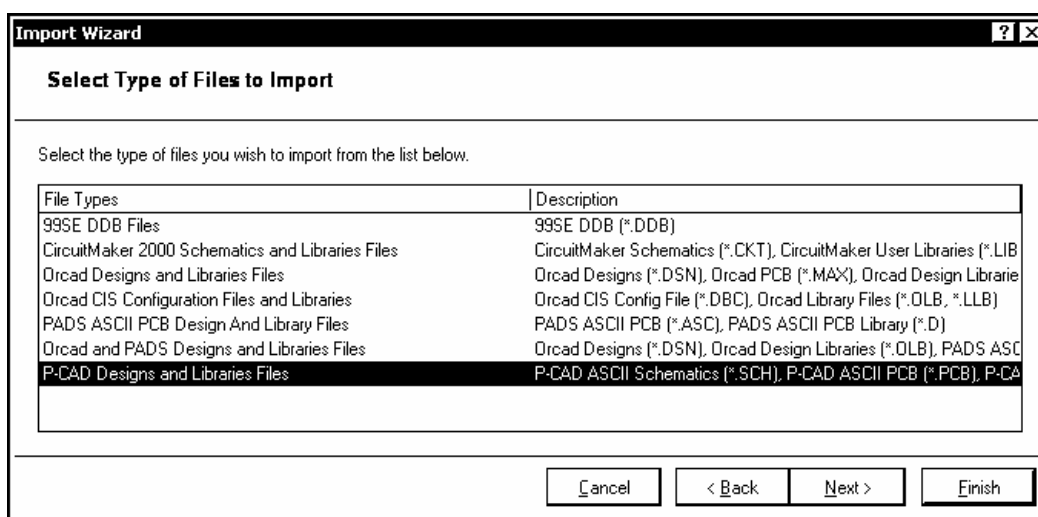 Import Wizard
Select Type of Files to Import
Select the type of files you wish to import from the list below.
File Types Description
99SE DDB Files 99SE DDB (*.DDB)
CircuitMaker 2000 Schematics and Libraries Files CircuitMaker Schematics (*.CKT), CircuitMaker User Libraries (*.LIB
Orcad Designs and Libraries Files Orcad Designs (*.DSN), Orcad PCB (*.MAX), Orcad Design Librarie
Orcad CIS Configuration Files and Libraries Orcad CIS Config File (*.DBC), Orcad Library Files (*.OLB, *.LLB)
PADS ASCII PCB Design And Library Files PADS ASCII PCB (*.ASC), PADS ASCII PCB Library (*.D)
Orcad and PADS Designs and Libraries Files Orcad Designs (*.DSN), Orcad Design Libraries (*.OLB), PADS ASC
P-CAD Designs and Libraries Files P-CAD ASCII Schematics (*.SCH), P-CAD ASCII PCB (*.PCB), P-CA
Cancel < Back Next > Finish